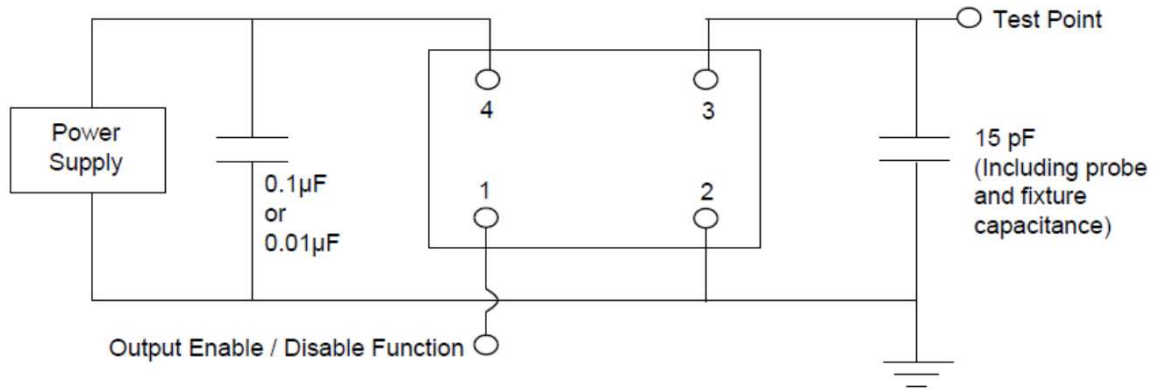 Test Point
4
3
Power
Supply
15 pF
(Including probe
and fixture
capacitance)
0.1µF
or
0.01µF
1
2
Output Enable / Disable Function